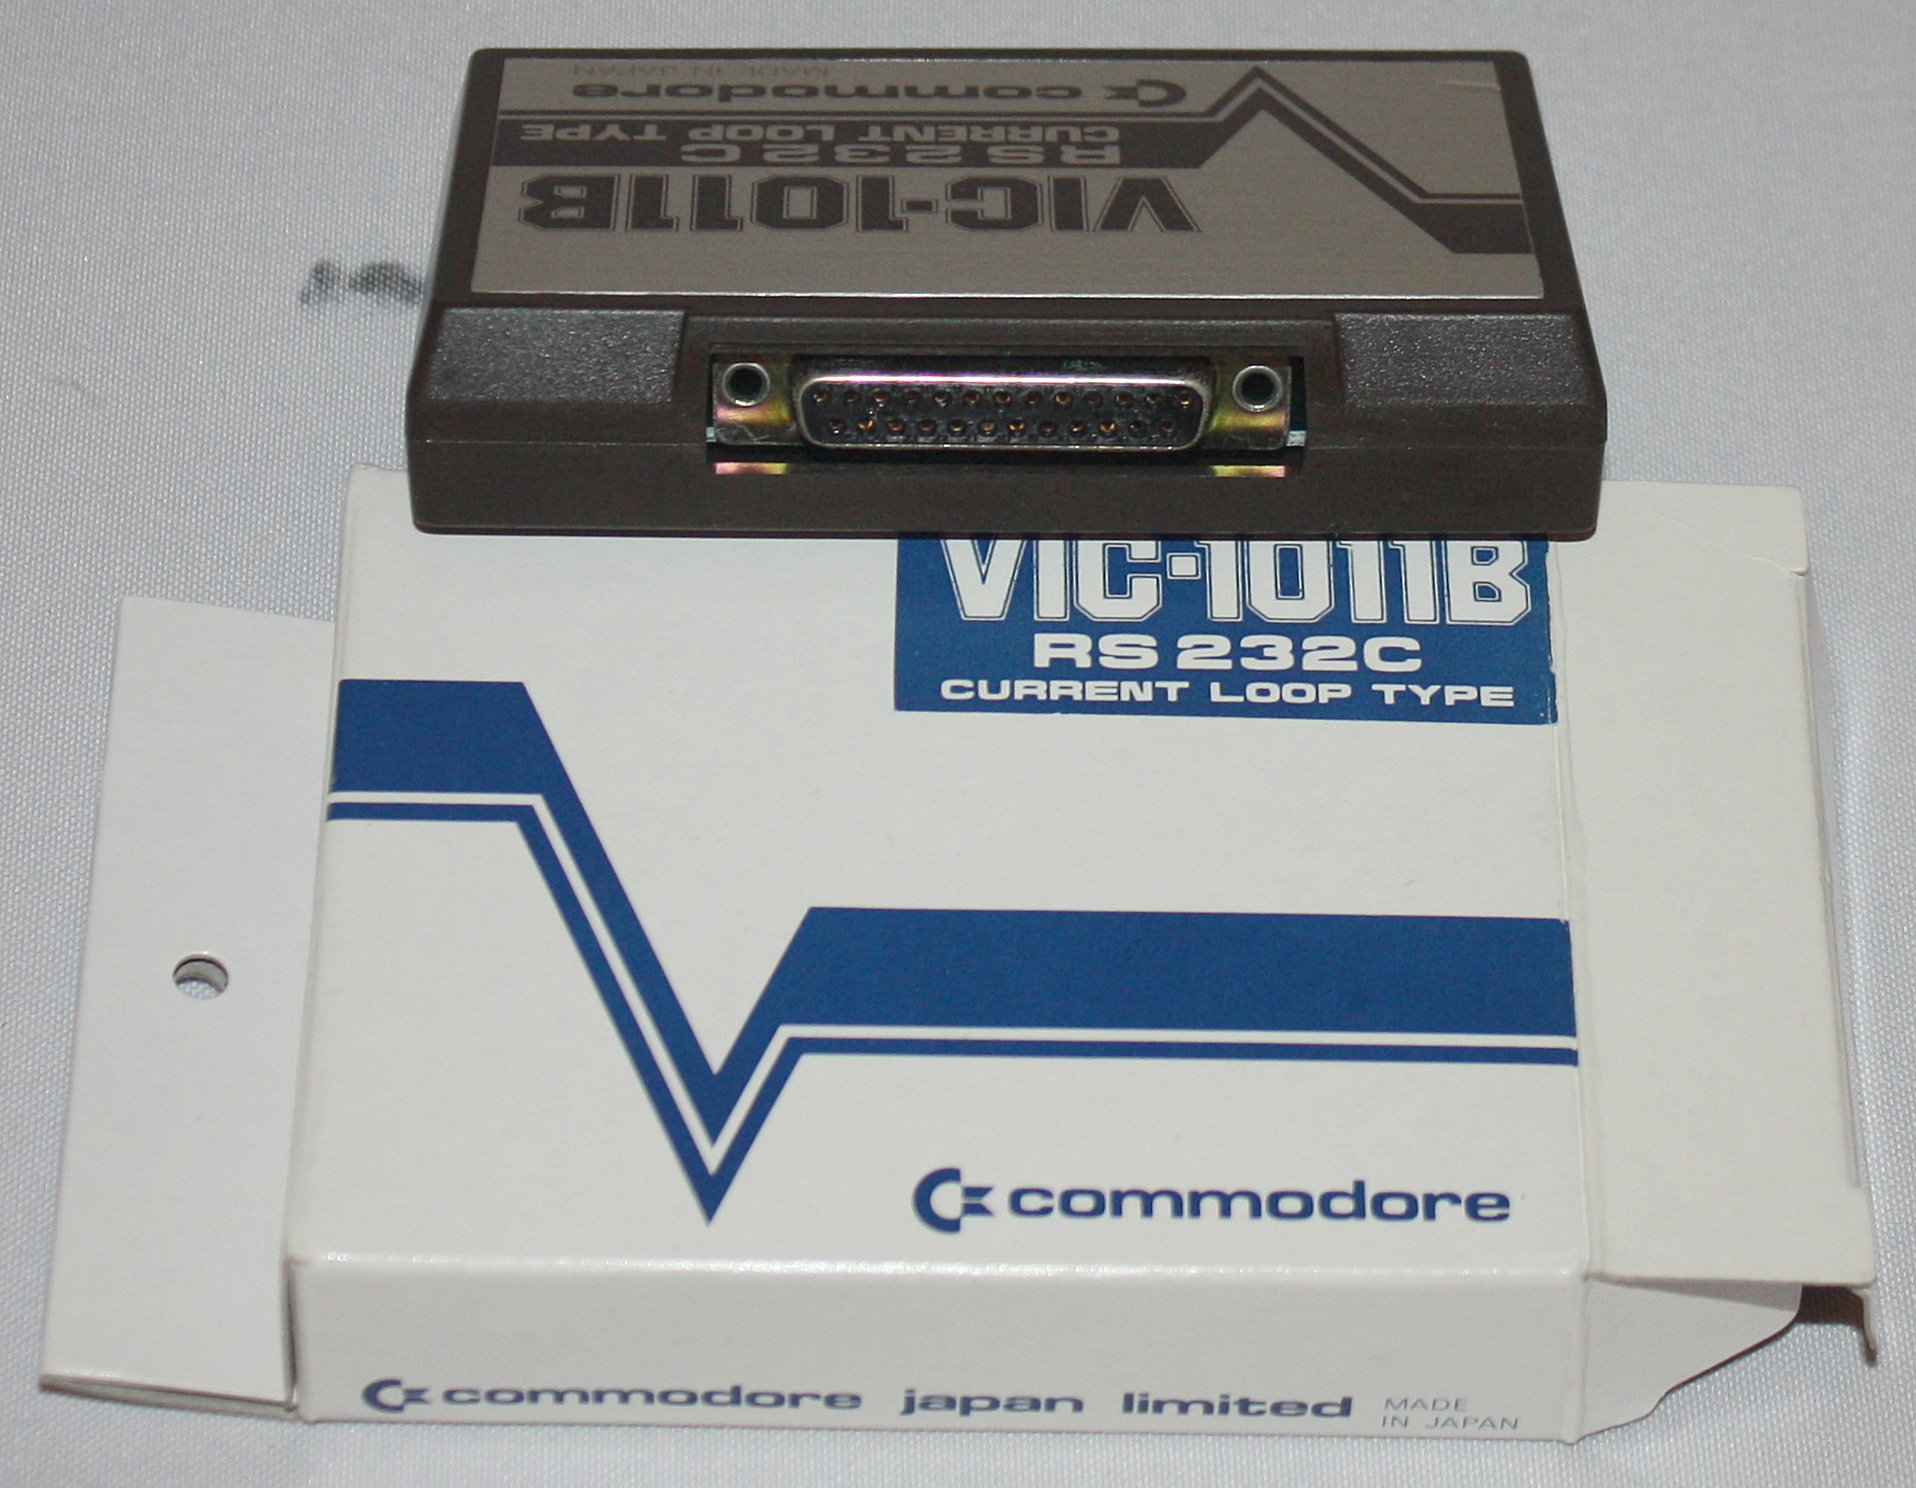 VIC-1011B
RS 232C
CURRENT LOOP TYPE
commodore
MADE IN JAPAN
VIC-1011B
RS 232C
CURRENT LOOP TYPE
commodore
commodore japan limited
MADE
IN JAPAN